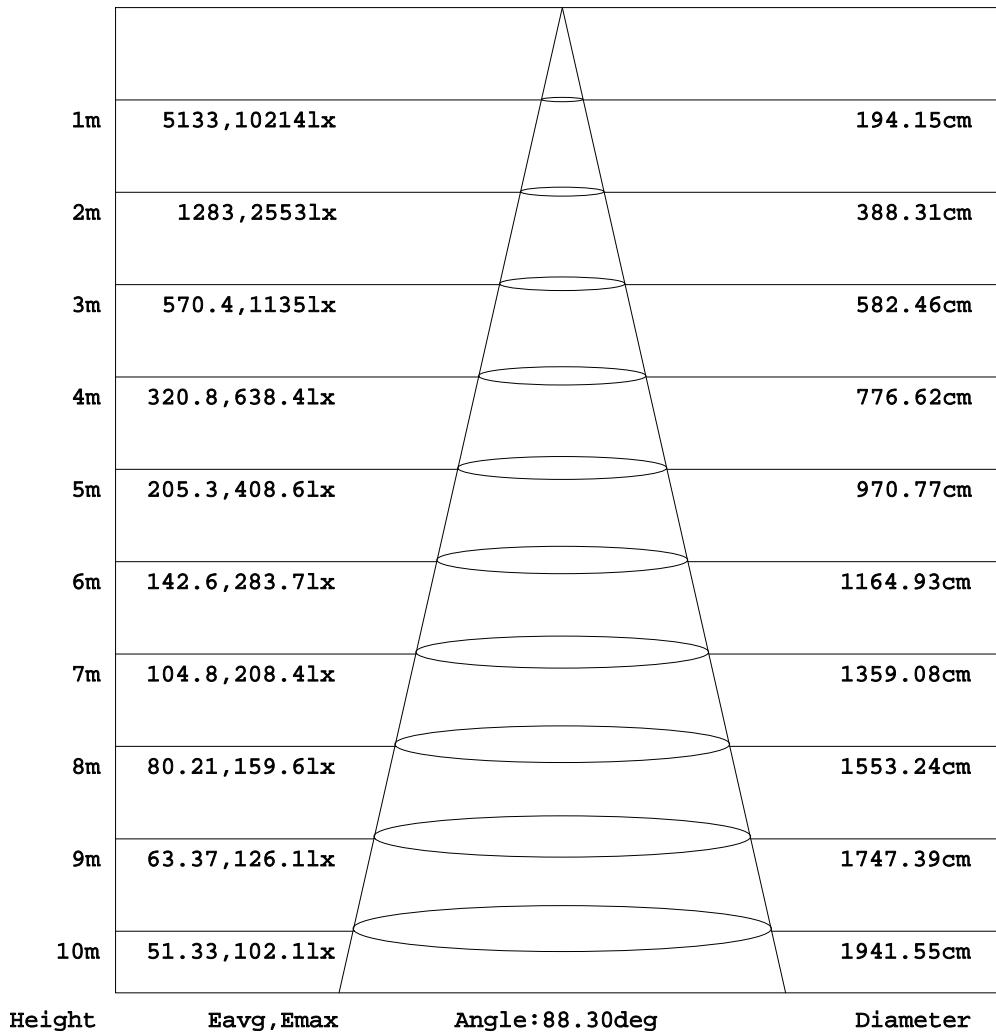 1m 5133,10214lx 194.15cm
2m 1283,2553lx 388.31cm
3m 570.4,1135lx 582.46cm
4m 320.8,638.4lx 776.62cm
5m 205.3,408.6lx 970.77cm
6m 142.6,283.7lx 1164.93cm
7m 104.8,208.4lx 1359.08cm
8m 80.21,159.6lx 1553.24cm
9m 63.37,126.1lx 1747.39cm
10m 51.33,102.1lx 1941.55cm
Height Eavg,Emax Angle:88.30deg Diameter